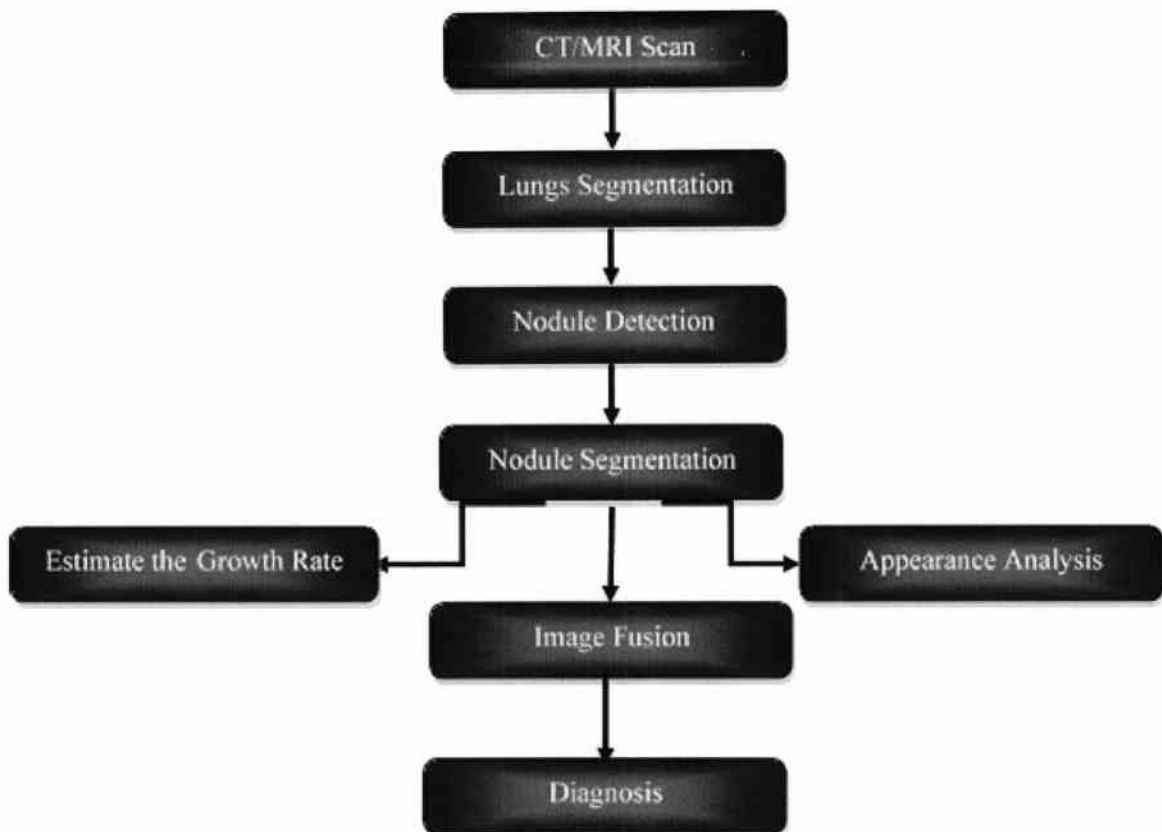 CT/MRI Scan
Lungs Segmentation
Nodule Detection
Nodule Segmentation
Estimate the Growth Rate
Appearance Analysis
Image Fusion
Diagnosis